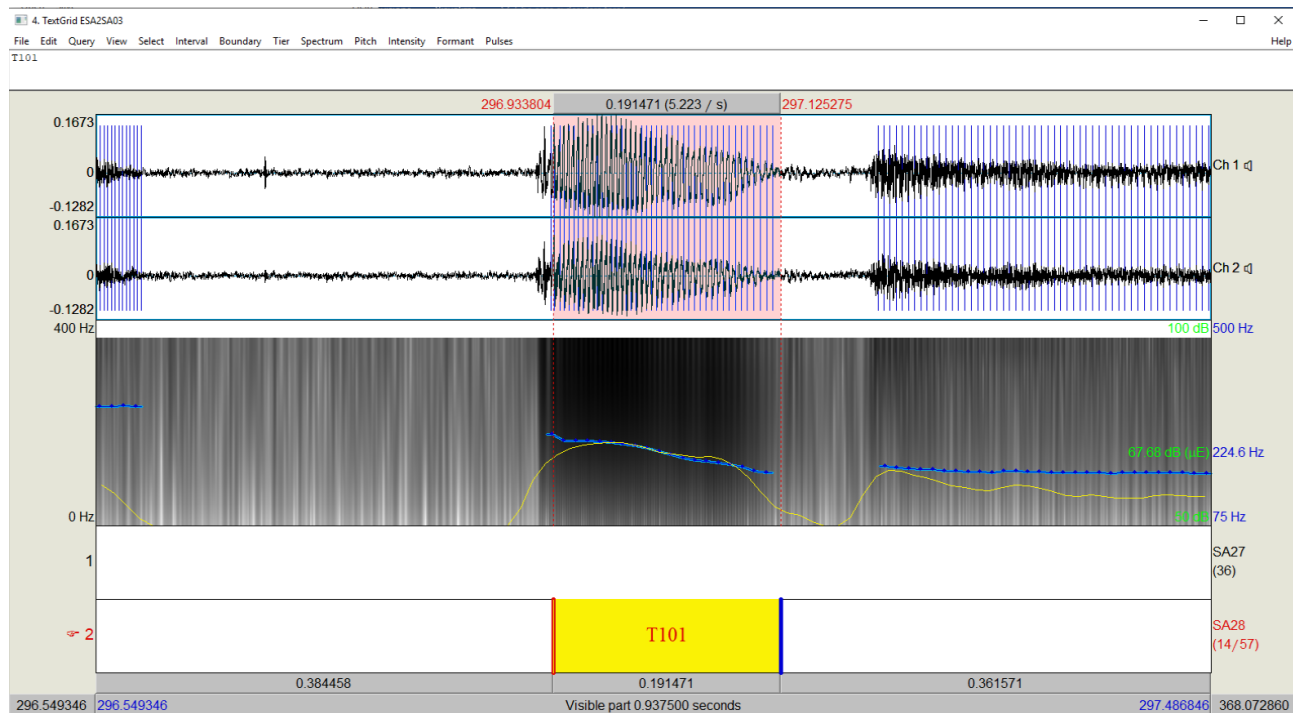 4. TextGrid ESA2SA03
File Edit Query View Select Interval Boundary Tier Spectrum Pitch Intensity Formant Pulses Help
T101
296.933804 0.191471 (5.223 / s) 297.125275
0.1673
0 Ch 1
-0.1282
0.1673
0 Ch 2
-0.1282
400 Hz 100 dB 500 Hz
67.68 dB (µE) 224.6 Hz
0 Hz 50 dB 75 Hz
1 SA27
(36)
2 T101 SA28
(14/57)
0.384458 0.191471 0.361571
296.549346 296.549346 Visible part 0.937500 seconds 297.486846 368.072860